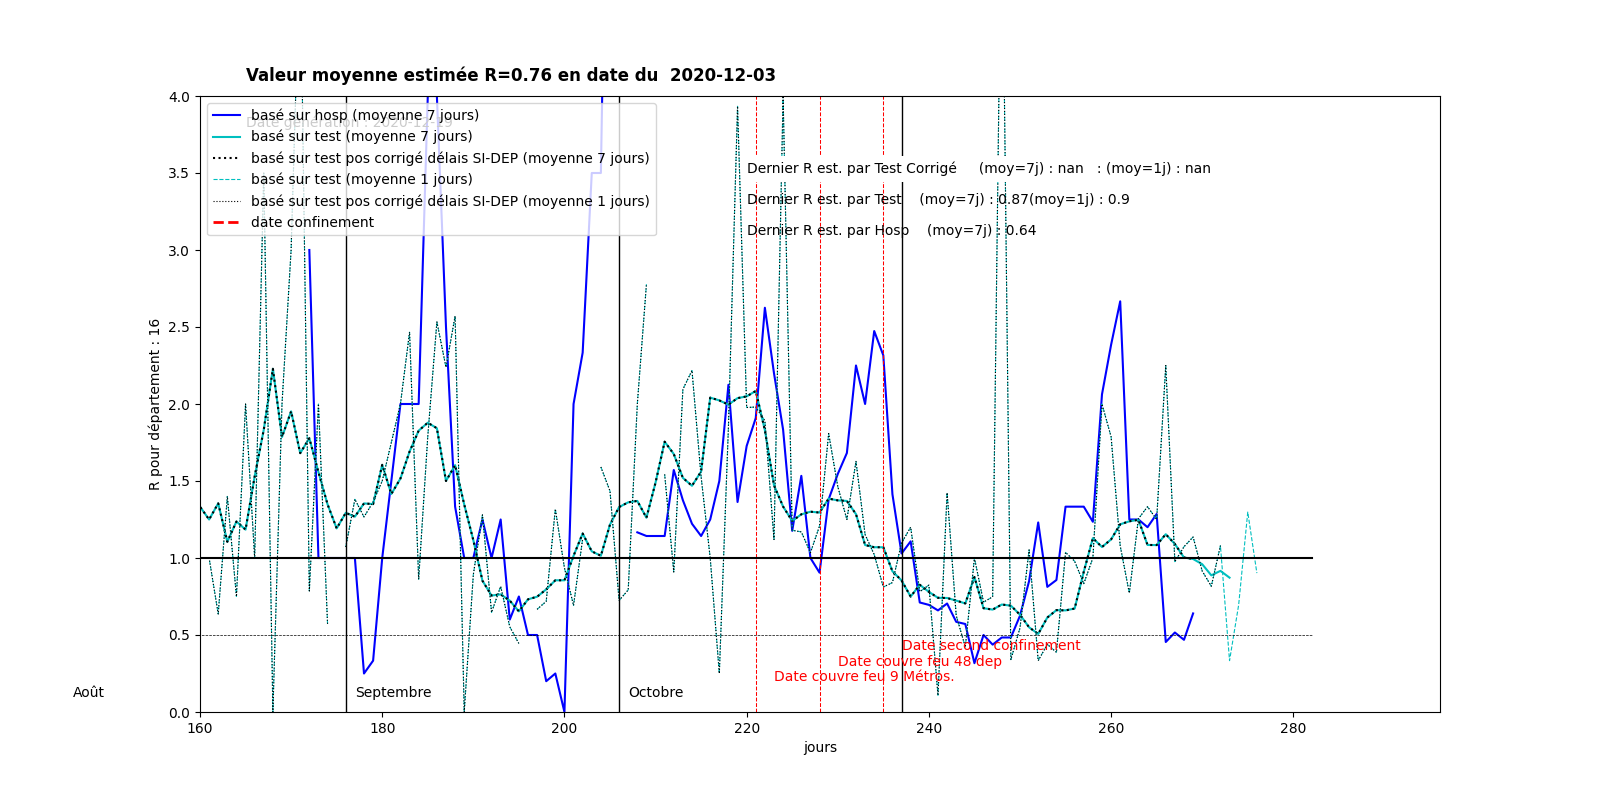 Valeur moyenne estimée R=0.76 en date du  2020-12-03
basé sur hosp (moyenne 7 jours)
basé sur test (moyenne 7 jours)
basé sur test pos corrigé délais SI-DEP (moyenne 7 jours)
basé sur test (moyenne 1 jours)
basé sur test pos corrigé délais SI-DEP (moyenne 1 jours)
date confinement
Dernier R est. par Test Corrigé (moy=7j) : nan : (moy=1j) : nan
Dernier R est. par Test (moy=7j) : 0.87(moy=1j) : 0.9
Dernier R est. par Hosp (moy=7j) : 0.64
4.0
3.5
3.0
2.5
2.0
1.5
1.0
0.5
0.0
R pour département : 16
Date second confinement
Date couvre feu 48 dep
Date couvre feu 9 Métros.
Août
Septembre
Octobre
160 180 200 220 240 260 280
jours